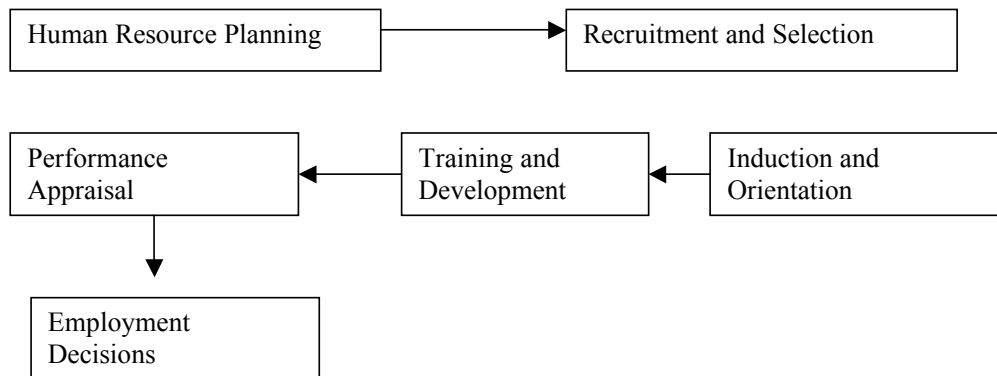 Human Resource Planning
Recruitment and Selection
Performance
Appraisal
Training and
Development
Induction and
Orientation
Employment
Decisions